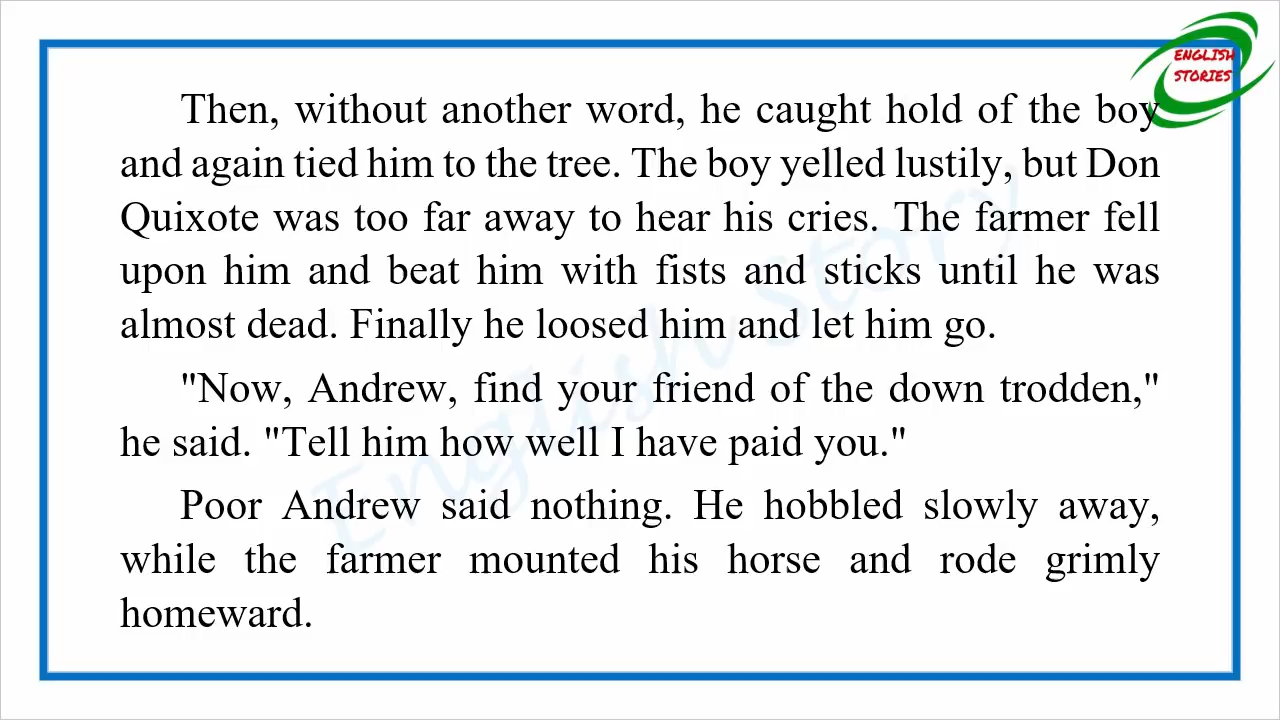 ENGLISH
STORIES
Then, without another word, he caught hold of the boy
and again tied him to the tree. The boy yelled lustily, but Don
Quixote was too far away to hear his cries. The farmer fell
upon him and beat him with fists and sticks until he was
almost dead. Finally he loosed him and let him go.
"Now, Andrew, find your friend of the down trodden,"
he said. "Tell him how well I have paid you."
Poor Andrew said nothing. He hobbled slowly away,
while the farmer mounted his horse and rode grimly
homeward.
English Story